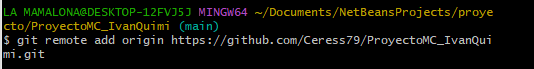 LA MAMALONA@DESKTOP-12FVJ5J MINGW64 ~/Documents/NetBeansProjects/proye
cto/ProyectoMC_IvanQuimi (main)
$ git remote add origin https://github.com/Ceress79/ProyectoMC_IvanQui
mi.git